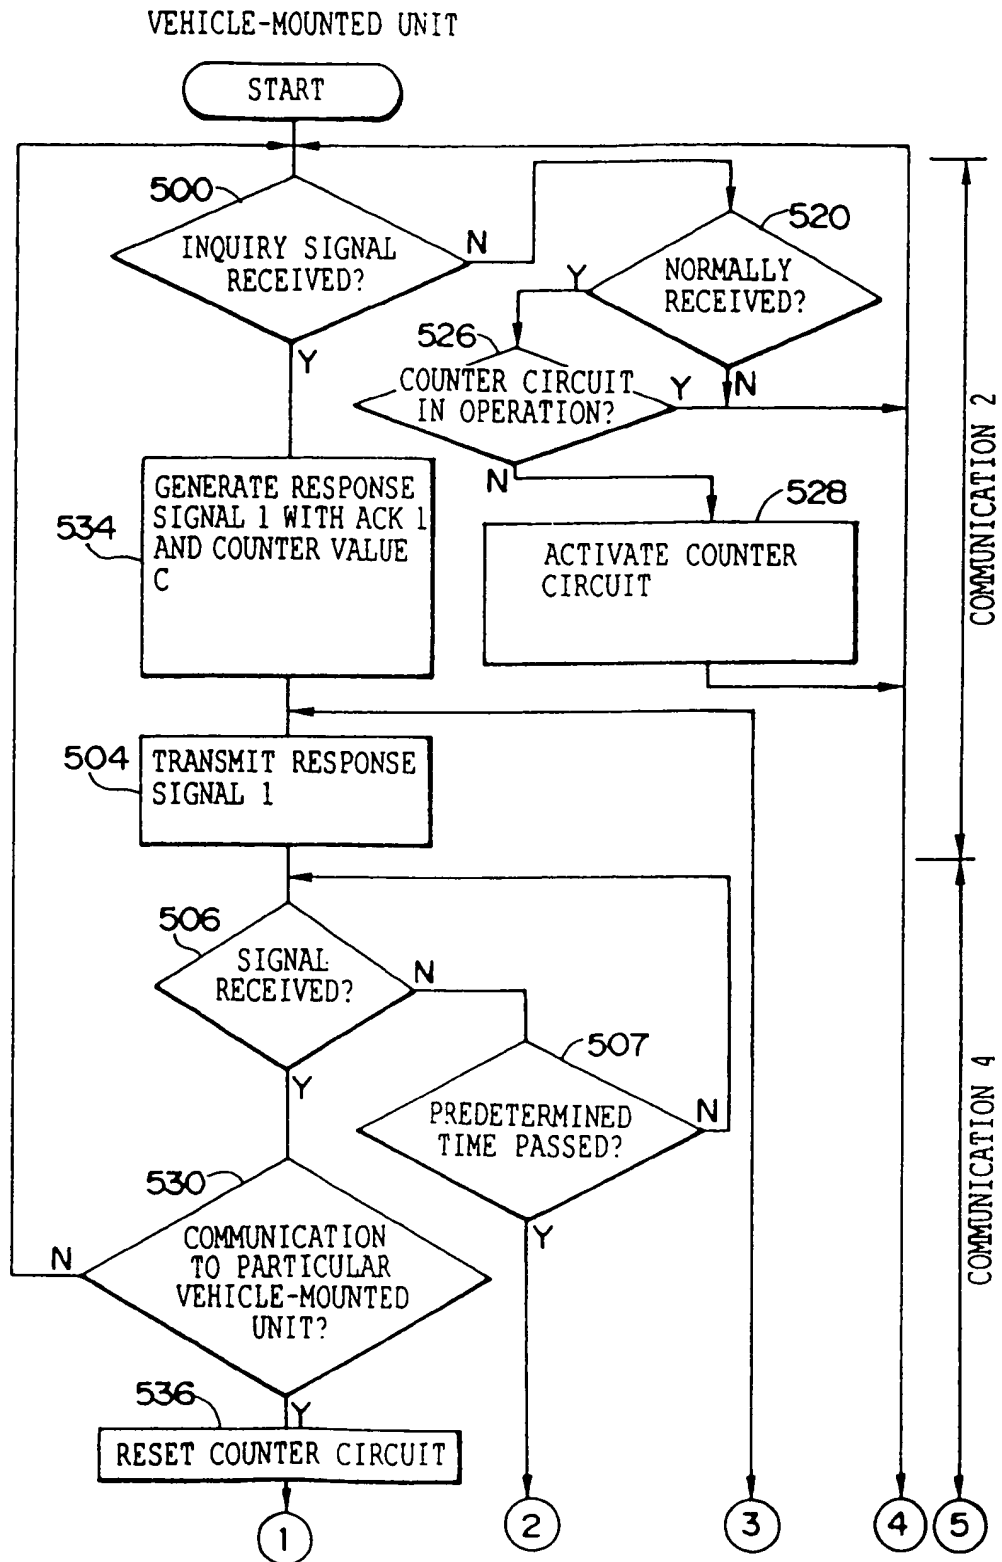 VEHICLE-MOUNTED UNIT
START
500
INQUIRY SIGNAL
RECEIVED?
N
Y
520
NORMALLY
RECEIVED?
Y
N
526
COUNTER CIRCUIT
IN OPERATION?
Y
N
528
ACTIVATE COUNTER
CIRCUIT
534
GENERATE RESPONSE
SIGNAL 1 WITH ACK 1
AND COUNTER VALUE
C
COMMUNICATION 2
504
TRANSMIT RESPONSE
SIGNAL 1
506
SIGNAL
RECEIVED?
N
Y
507
PREDETERMINED
TIME PASSED?
N
Y
530
COMMUNICATION
TO PARTICULAR
VEHICLE-MOUNTED
UNIT?
N
Y
COMMUNICATION 4
536
RESET COUNTER CIRCUIT
1
2
3
4
5